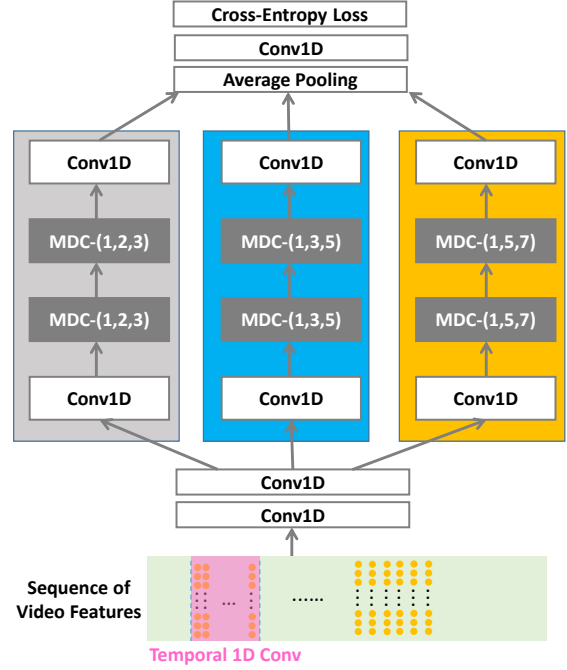 Cross-Entropy Loss
Conv1D
Average Pooling
Conv1D
Conv1D
Conv1D
MDC-(1,2,3)
MDC-(1,3,5)
MDC-(1,5,7)
MDC-(1,2,3)
MDC-(1,3,5)
MDC-(1,5,7)
Conv1D
Conv1D
Conv1D
Conv1D
Conv1D
Sequence of
Video Features
...
......
Temporal 1D Conv